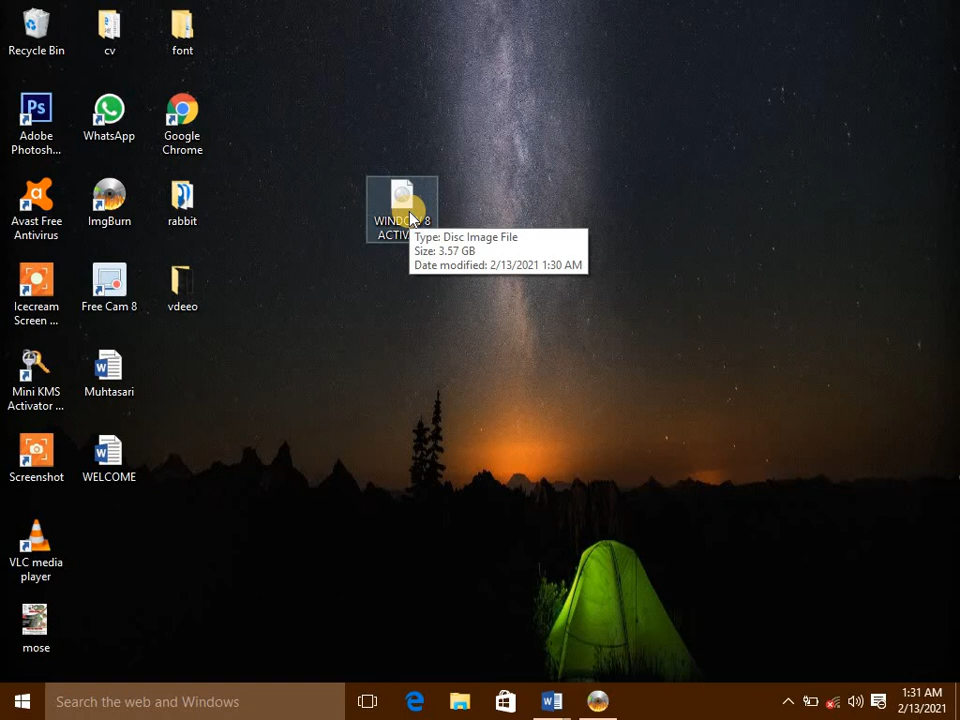 Recycle Bin
cv
font
Ps
Adobe
Photosh...
WhatsApp
Google
Chrome
Avast Free
Antivirus
ImgBurn
rabbit
Icecream
Screen ...
Free Cam 8
vdeeo
Mini KMS
Activator ...
Muhtasari
Screenshot
WELCOME
VLC media
player
mose
8
Type: Disc Image File
Size: 3.57 GB
Date modified: 2/13/2021 1:30 AM
Search the web and Windows
1:31 AM
2/13/2021